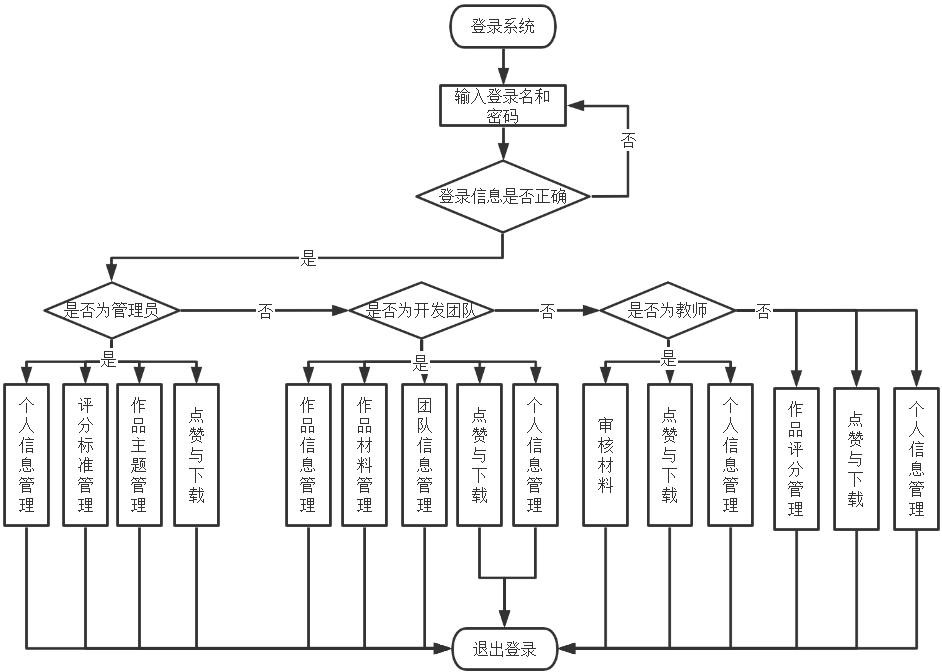 登录系统
输入登录名和
密码
否
登录信息是否正确
是
是否为管理员
否
是否为开发团队
否
是否为教师
否
是
是
是
个人信息管理
评分标准管理
作品主题管理
点赞与下载
作品信息管理
作品材料管理
团队信息管理
点赞与下载
个人信息管理
审核材料
点赞与下载
个人信息管理
作品评分管理
点赞与下载
个人信息管理
退出登录